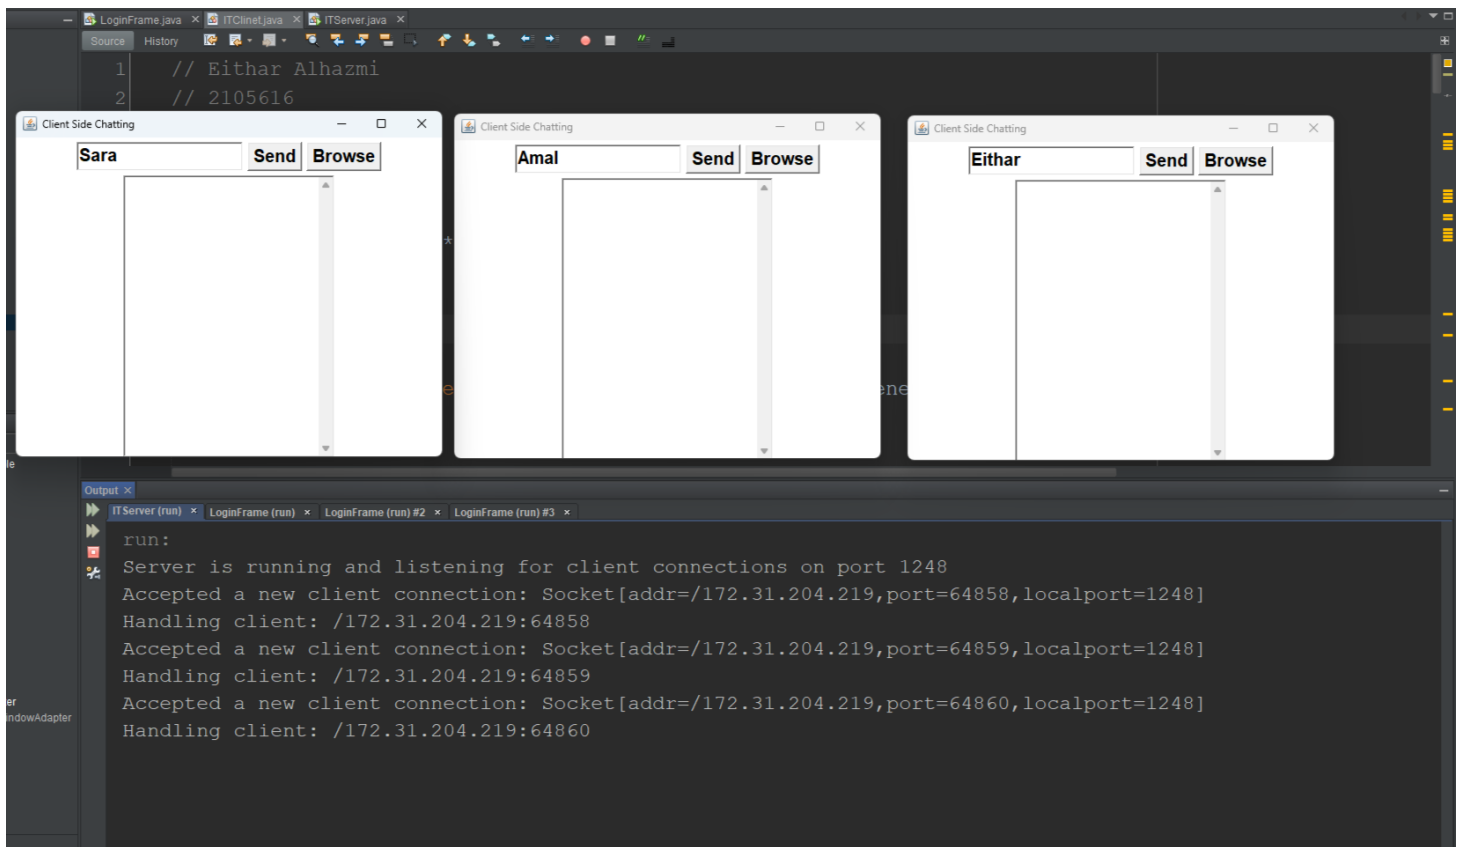 LoginFrame.java ITClinet.java ITServer.java
Source History
1 // Eithar Alhazmi
2 // 2105616
Client Side Chatting
Sara Send Browse
Client Side Chatting
Amal Send Browse
Client Side Chatting
Eithar Send Browse
*
e
ene
le
Output
ITServer (run) LoginFrame (run) LoginFrame (run) #2 LoginFrame (run) #3
run:
Server is running and listening for client connections on port 1248
Accepted a new client connection: Socket[addr=/172.31.204.219,port=64858,localport=1248]
Handling client: /172.31.204.219:64858
Accepted a new client connection: Socket[addr=/172.31.204.219,port=64859,localport=1248]
Handling client: /172.31.204.219:64859
Accepted a new client connection: Socket[addr=/172.31.204.219,port=64860,localport=1248]
er
indowAdapter
Handling client: /172.31.204.219:64860